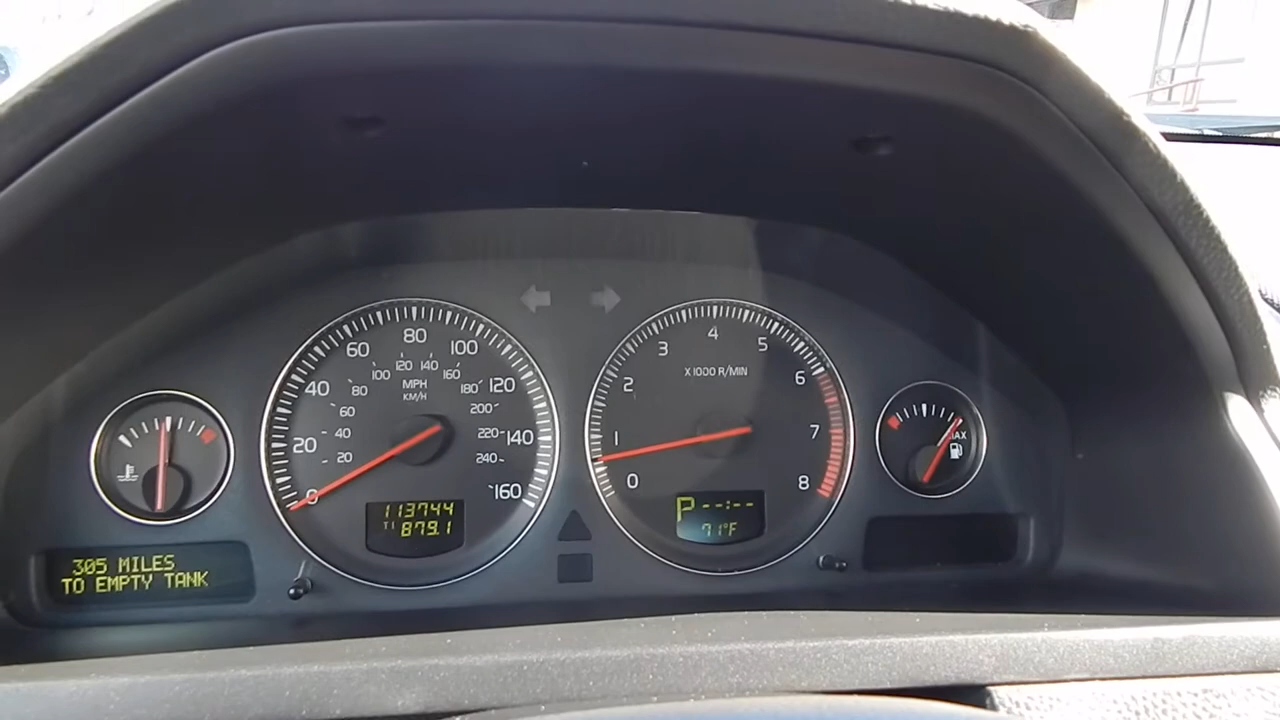 305 MILES
TO EMPTY TANK
0 20 40 60 80 100 120 140 160
20 40 60 80 100 120 140 160 180 200 220 240
MPH
KM/H
113744
T1 879.1
0 1 2 3 4 5 6 7 8
X1000 R/MIN
P --:--
71°F
MAX